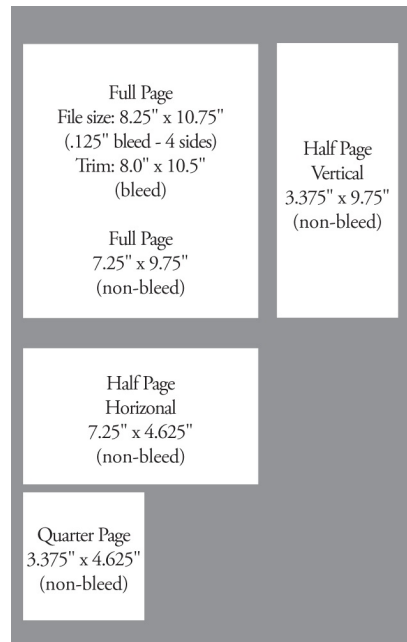 Full Page
File size: 8.25" x 10.75"
(.125" bleed - 4 sides)
Trim: 8.0" x 10.5"
(bleed)
Full Page
7.25" x 9.75"
(non-bleed)
Half Page
Vertical
3.375" x 9.75"
(non-bleed)
Half Page
Horizonal
7.25" x 4.625"
(non-bleed)
Quarter Page
3.375" x 4.625"
(non-bleed)